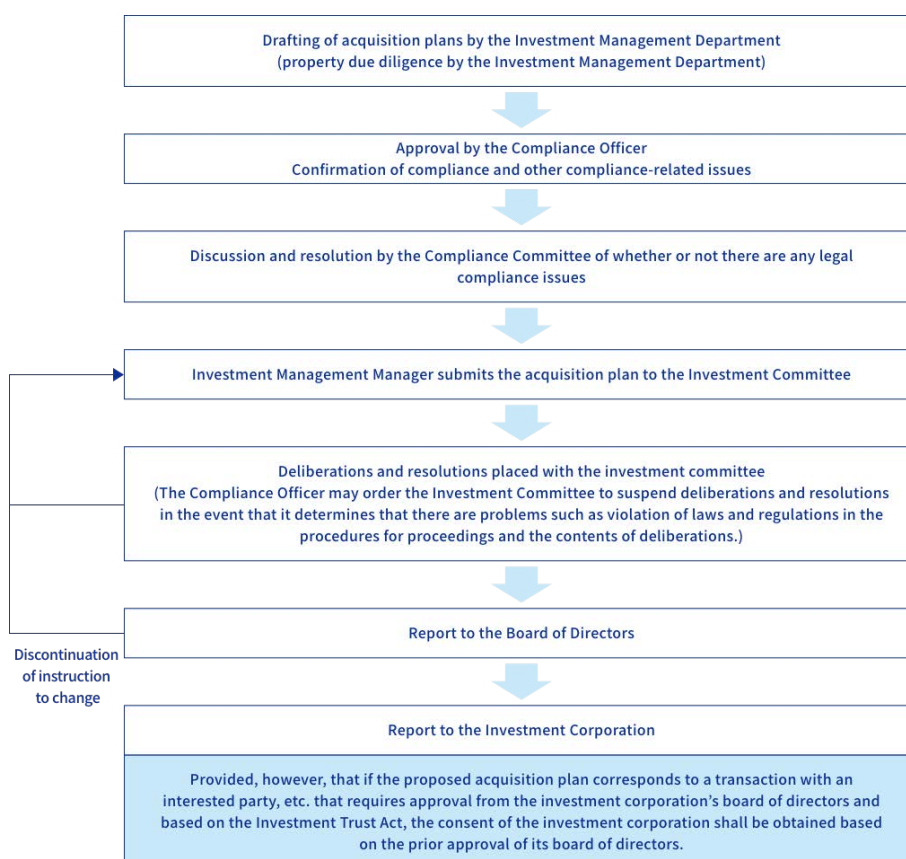 Drafting of acquisition plans by the Investment Management Department
(property due diligence by the Investment Management Department)
Approval by the Compliance Officer
Confirmation of compliance and other compliance-related issues
Discussion and resolution by the Compliance Committee of whether or not there are any legal
compliance issues
Investment Management Manager submits the acquisition plan to the Investment Committee
Deliberations and resolutions placed with the investment committee
(The Compliance Officer may order the Investment Committee to suspend deliberations and resolutions
in the event that it determines that there are problems such as violation of laws and regulations in the
procedures for proceedings and the contents of deliberations.)
Report to the Board of Directors
Discontinuation
of instruction
to change
Report to the Investment Corporation
Provided, however, that if the proposed acquisition plan corresponds to a transaction with an
interested party, etc. that requires approval from the investment corporation's board of directors and
based on the Investment Trust Act, the consent of the investment corporation shall be obtained based
on the prior approval of its board of directors.